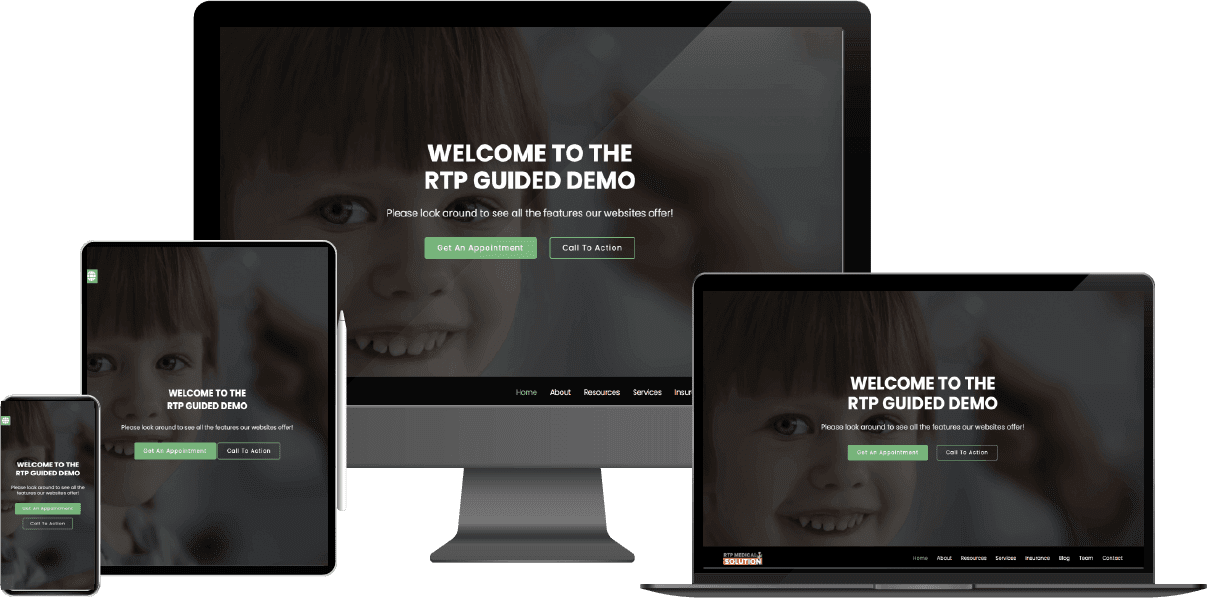 WELCOME TO THE
RTP GUIDED DEMO
Please look around to see all the features our websites offer!
Get An Appointment Call To Action
Home About Resources Services Insur
WELCOME TO THE
RTP GUIDED DEMO
Please look around to see all the features our websites offer!
Get An Appointment Call To Action
WELCOME TO THE
RTP GUIDED DEMO
Please look around to see all the
features our websites offer!
Get An Appointment
Call To Action
WELCOME TO THE
RTP GUIDED DEMO
Please look around to see all the features our websites offer!
Get An Appointment Call To Action
RTP MEDICAL
SOLUTION
Home About Resources Services Insurance Blog Team Contact